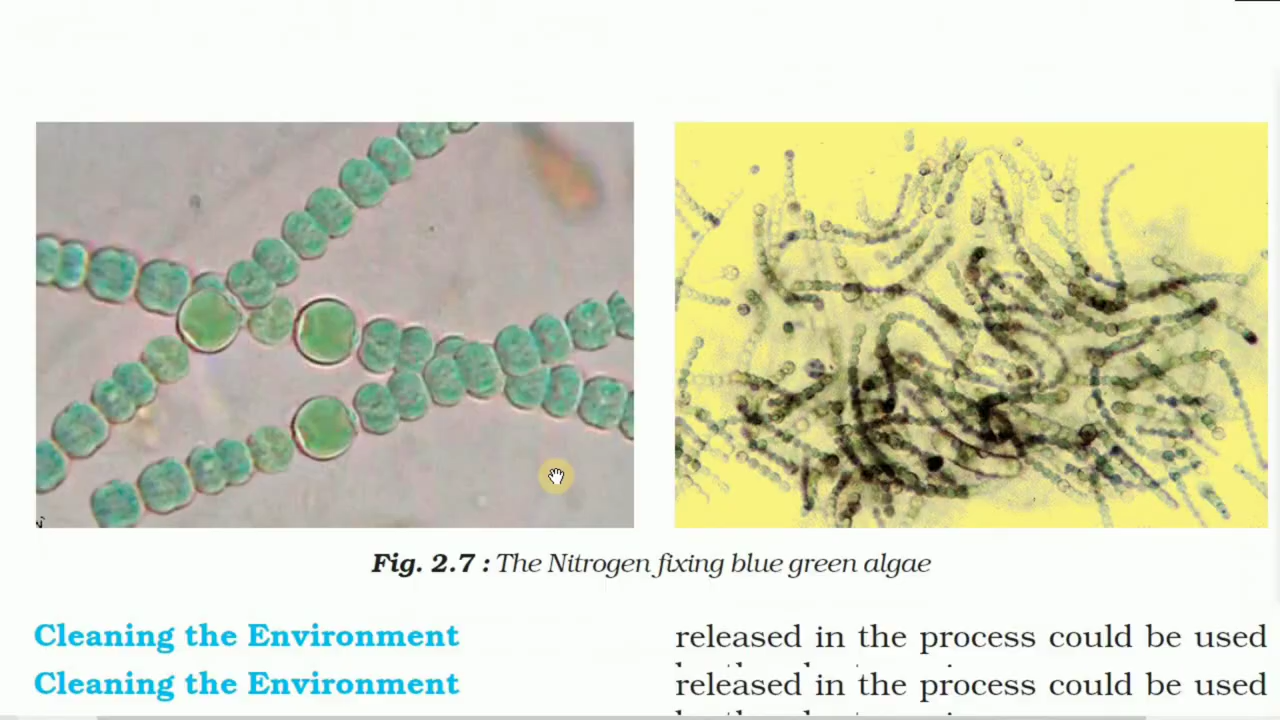 Fig. 2.7 : The Nitrogen fixing blue green algae
Cleaning the Environment
Cleaning the Environment
released in the process could be used
released in the process could be used